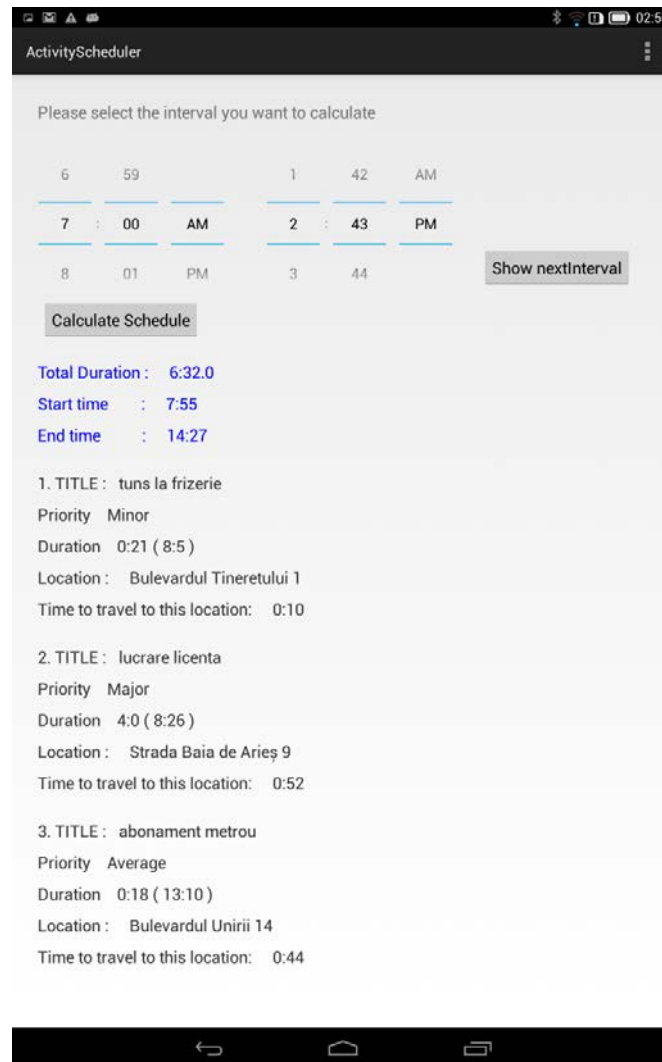 02:5
ActivityScheduler
Please select the interval you want to calculate
6 59 1 42 AM
7 : 00 AM 2 : 43 PM
8 01 PM 3 44
Show nextInterval
Calculate Schedule
Total Duration : 6:32.0
Start time : 7:55
End time : 14:27
1. TITLE : tuns la frizerie
Priority Minor
Duration 0:21 ( 8:5 )
Location : Bulevardul Tineretului 1
Time to travel to this location: 0:10
2. TITLE : lucrare licenta
Priority Major
Duration 4:0 ( 8:26 )
Location : Strada Baia de Arieș 9
Time to travel to this location: 0:52
3. TITLE : abonament metrou
Priority Average
Duration 0:18 ( 13:10 )
Location : Bulevardul Unirii 14
Time to travel to this location: 0:44